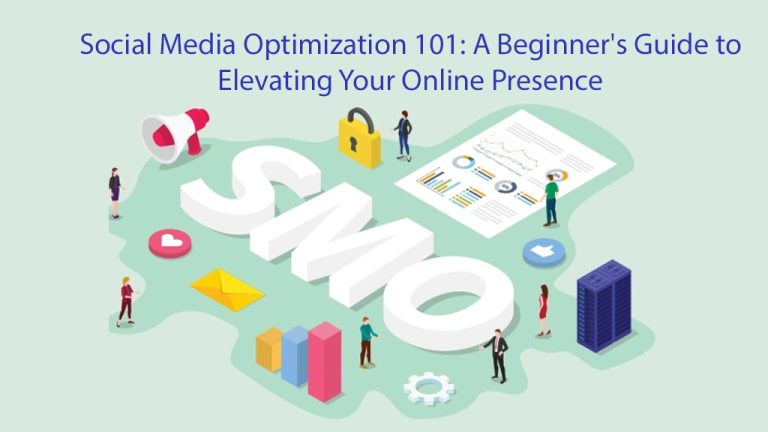 Social Media Optimization 101: A Beginner's Guide to
Elevating Your Online Presence
SMO